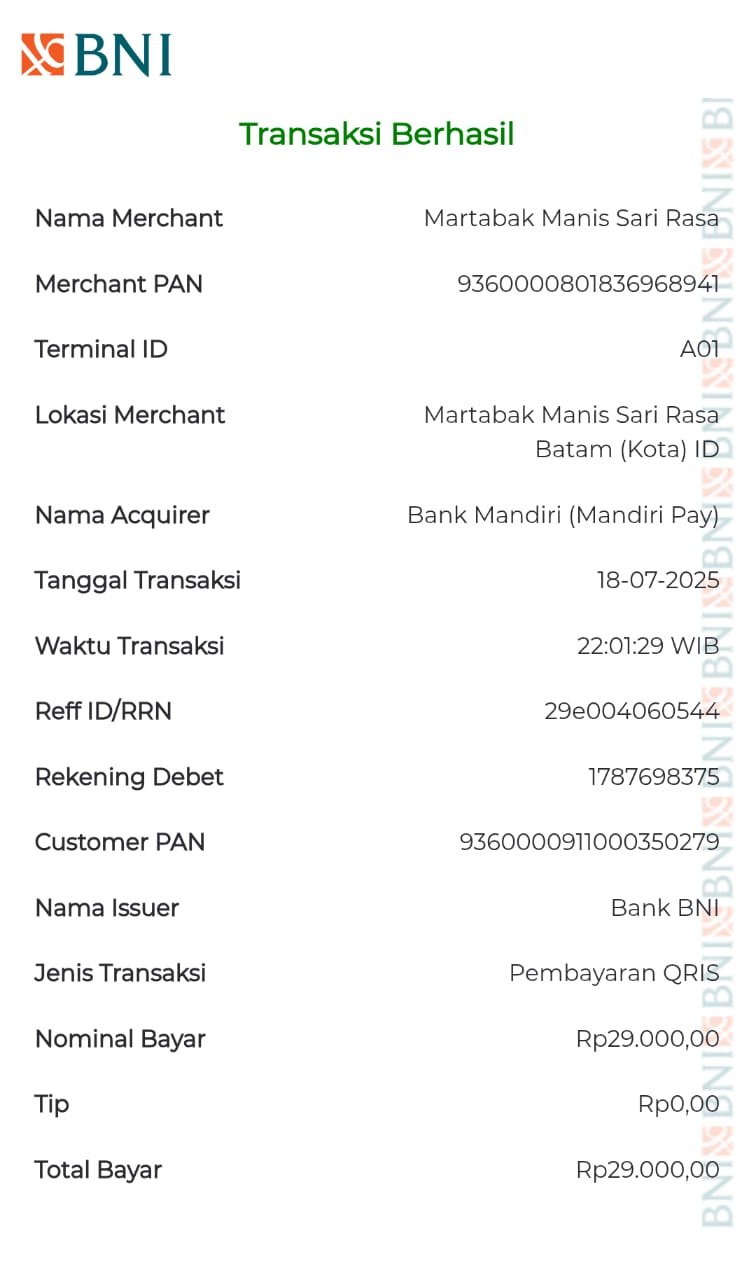 BNI
Transaksi Berhasil
Nama Merchant Martabak Manis Sari Rasa
Merchant PAN 9360000801836968941
Terminal ID A01
Lokasi Merchant Martabak Manis Sari Rasa
Batam (Kota) ID
Nama Acquirer Bank Mandiri (Mandiri Pay)
Tanggal Transaksi 18-07-2025
Waktu Transaksi 22:01:29 WIB
Reff ID/RRN 29e004060544
Rekening Debet 1787698375
Customer PAN 9360000911000350279
Nama Issuer Bank BNI
Jenis Transaksi Pembayaran QRIS
Nominal Bayar Rp29.000,00
Tip Rp0,00
Total Bayar Rp29.000,00
BNI BNI BNI BNI BNI BNI BNI BNI BNI BNI BI